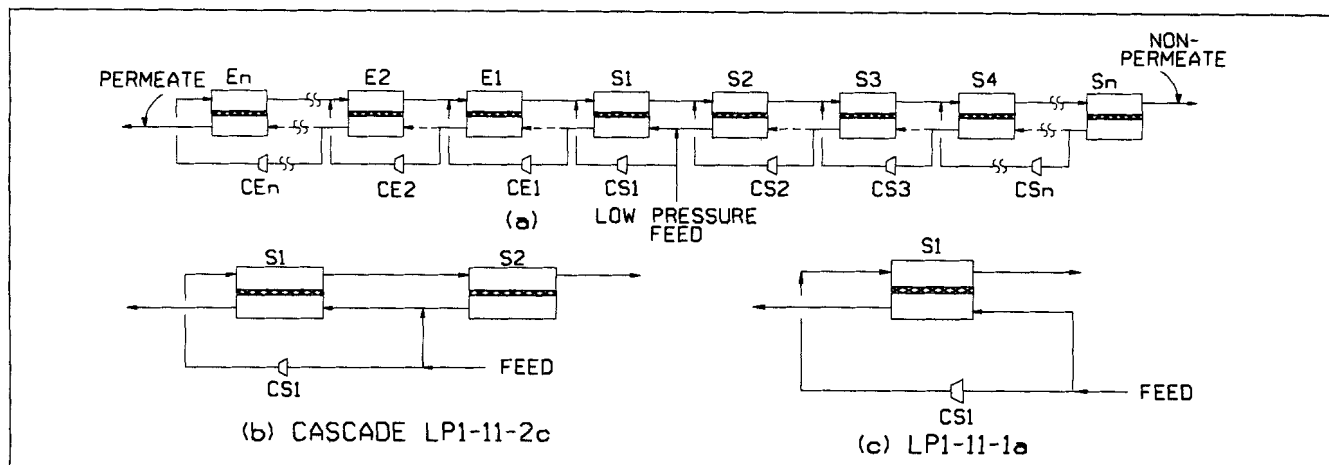 PERMEATE
En
E2
E1
S1
S2
S3
S4
Sn
NON-
PERMEATE
CEn
CE2
CE1
CS1
CS2
CS3
CSn
(a)
LOW PRESSURE
FEED
S1
S2
CS1
FEED
(b) CASCADE LP1-11-2c
S1
CS1
FEED
(c) LP1-11-1a